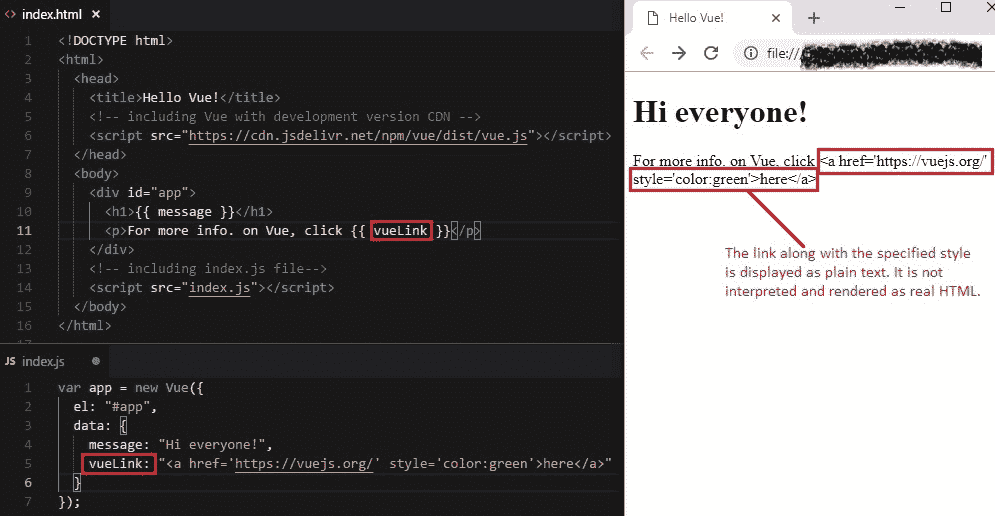 <> index.html ×
1 <!DOCTYPE html>
2 <html>
3 <head>
4 <title>Hello Vue!</title>
5 <!-- including Vue with development version CDN -->
6 <script src="https://cdn.jsdelivr.net/npm/vue/dist/vue.js"></script>
7 </head>
8 <body>
9 <div id="app">
10 <h1>{{ message }}</h1>
11 <p>For more info. on Vue, click {{ vueLink }}</p>
12 </div>
13 <!-- including index.js file-->
14 <script src="index.js"></script>
15 </body>
16 </html>
17
JS index.js
1 var app = new Vue({
2 el: "#app",
3 data: {
4 message: "Hi everyone!",
5 vueLink: "<a href='https://vuejs.org/' style='color:green'>here</a>"
6 }
7 });
Hello Vue!
file://
Hi everyone!
For more info. on Vue, click <a href='https://vuejs.org/'
style='color:green'>here</a>
The link along with the specified style
is displayed as plain text. It is not
interpreted and rendered as real HTML.